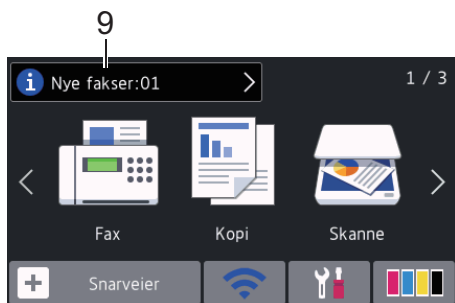 9
Nye fakser:01
1 / 3
Fax
Kopi
Skanne
Snarveier